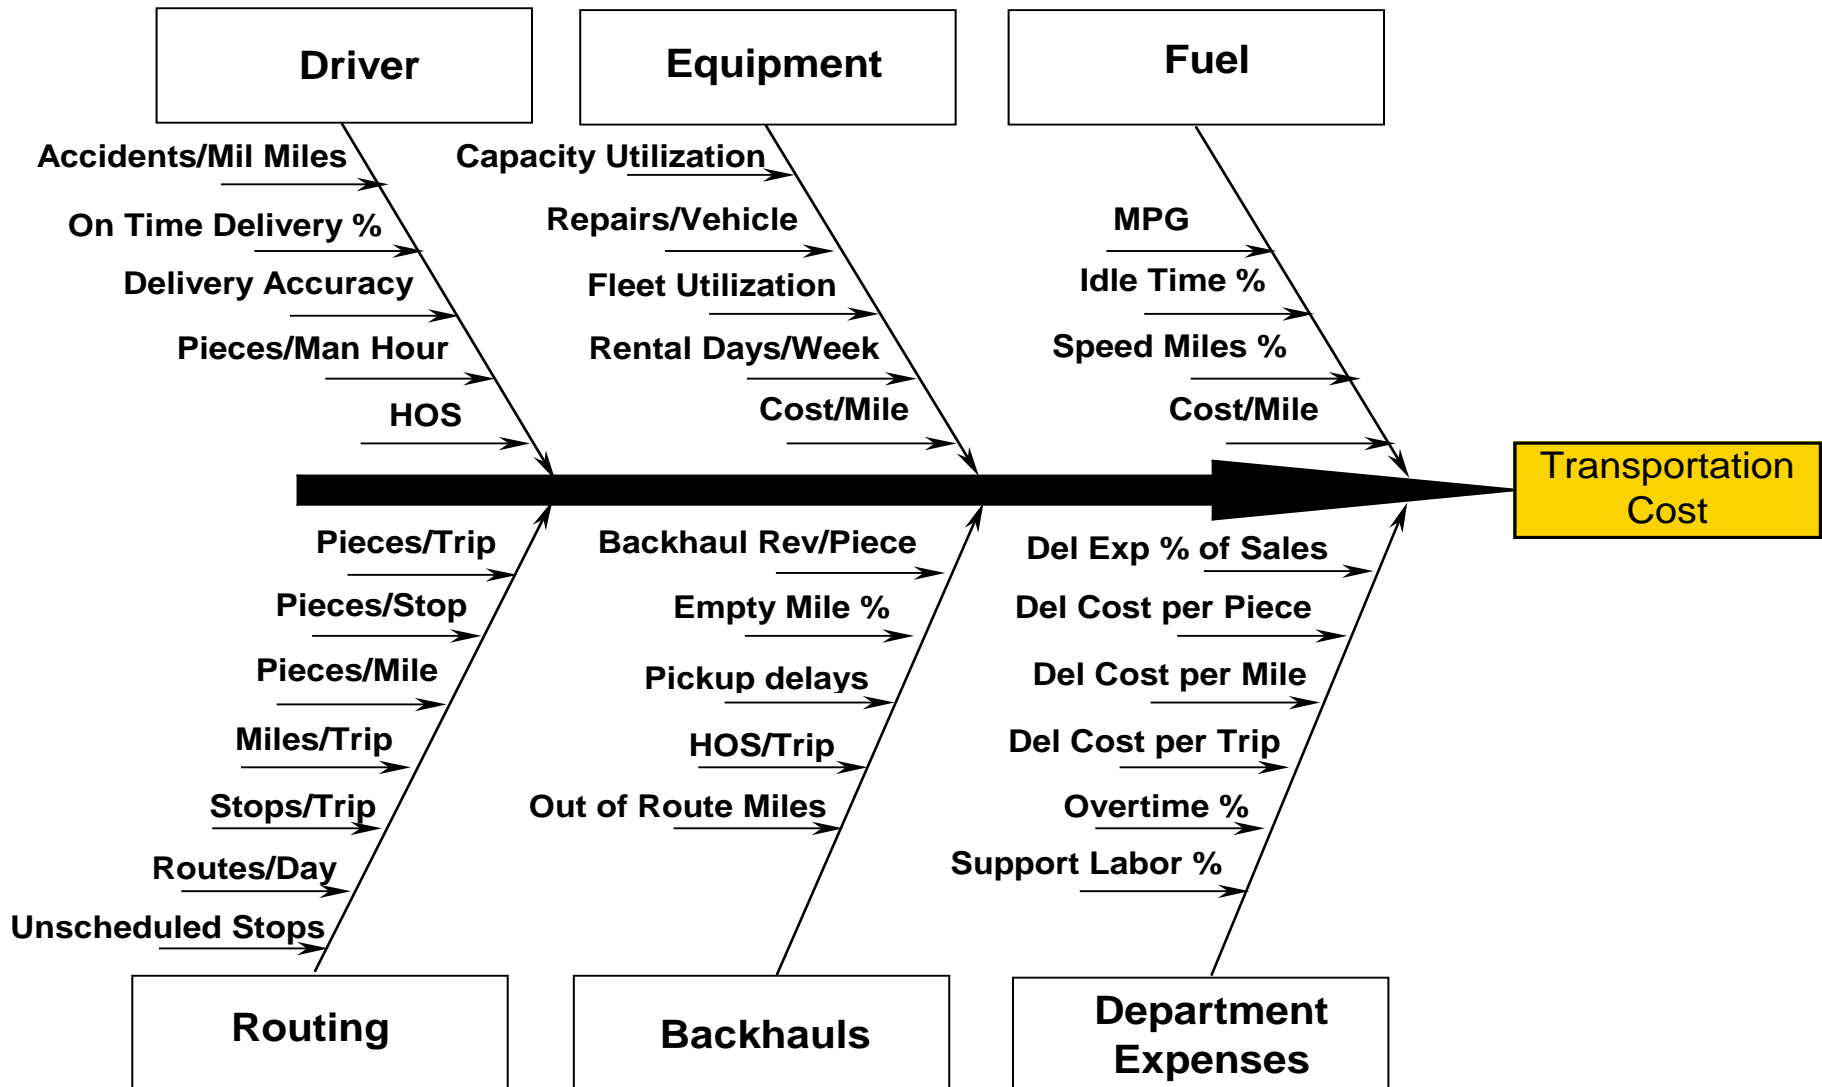 Driver
Equipment
Fuel
Accidents/Mil Miles
On Time Delivery %
Delivery Accuracy
Pieces/Man Hour
HOS
Capacity Utilization
Repairs/Vehicle
Fleet Utilization
Rental Days/Week
Cost/Mile
MPG
Idle Time %
Speed Miles %
Cost/Mile
Transportation
Cost
Pieces/Trip
Pieces/Stop
Pieces/Mile
Miles/Trip
Stops/Trip
Routes/Day
Unscheduled Stops
Backhaul Rev/Piece
Empty Mile %
Pickup delays
HOS/Trip
Out of Route Miles
Del Exp % of Sales
Del Cost per Piece
Del Cost per Mile
Del Cost per Trip
Overtime %
Support Labor %
Routing
Backhauls
Department
Expenses